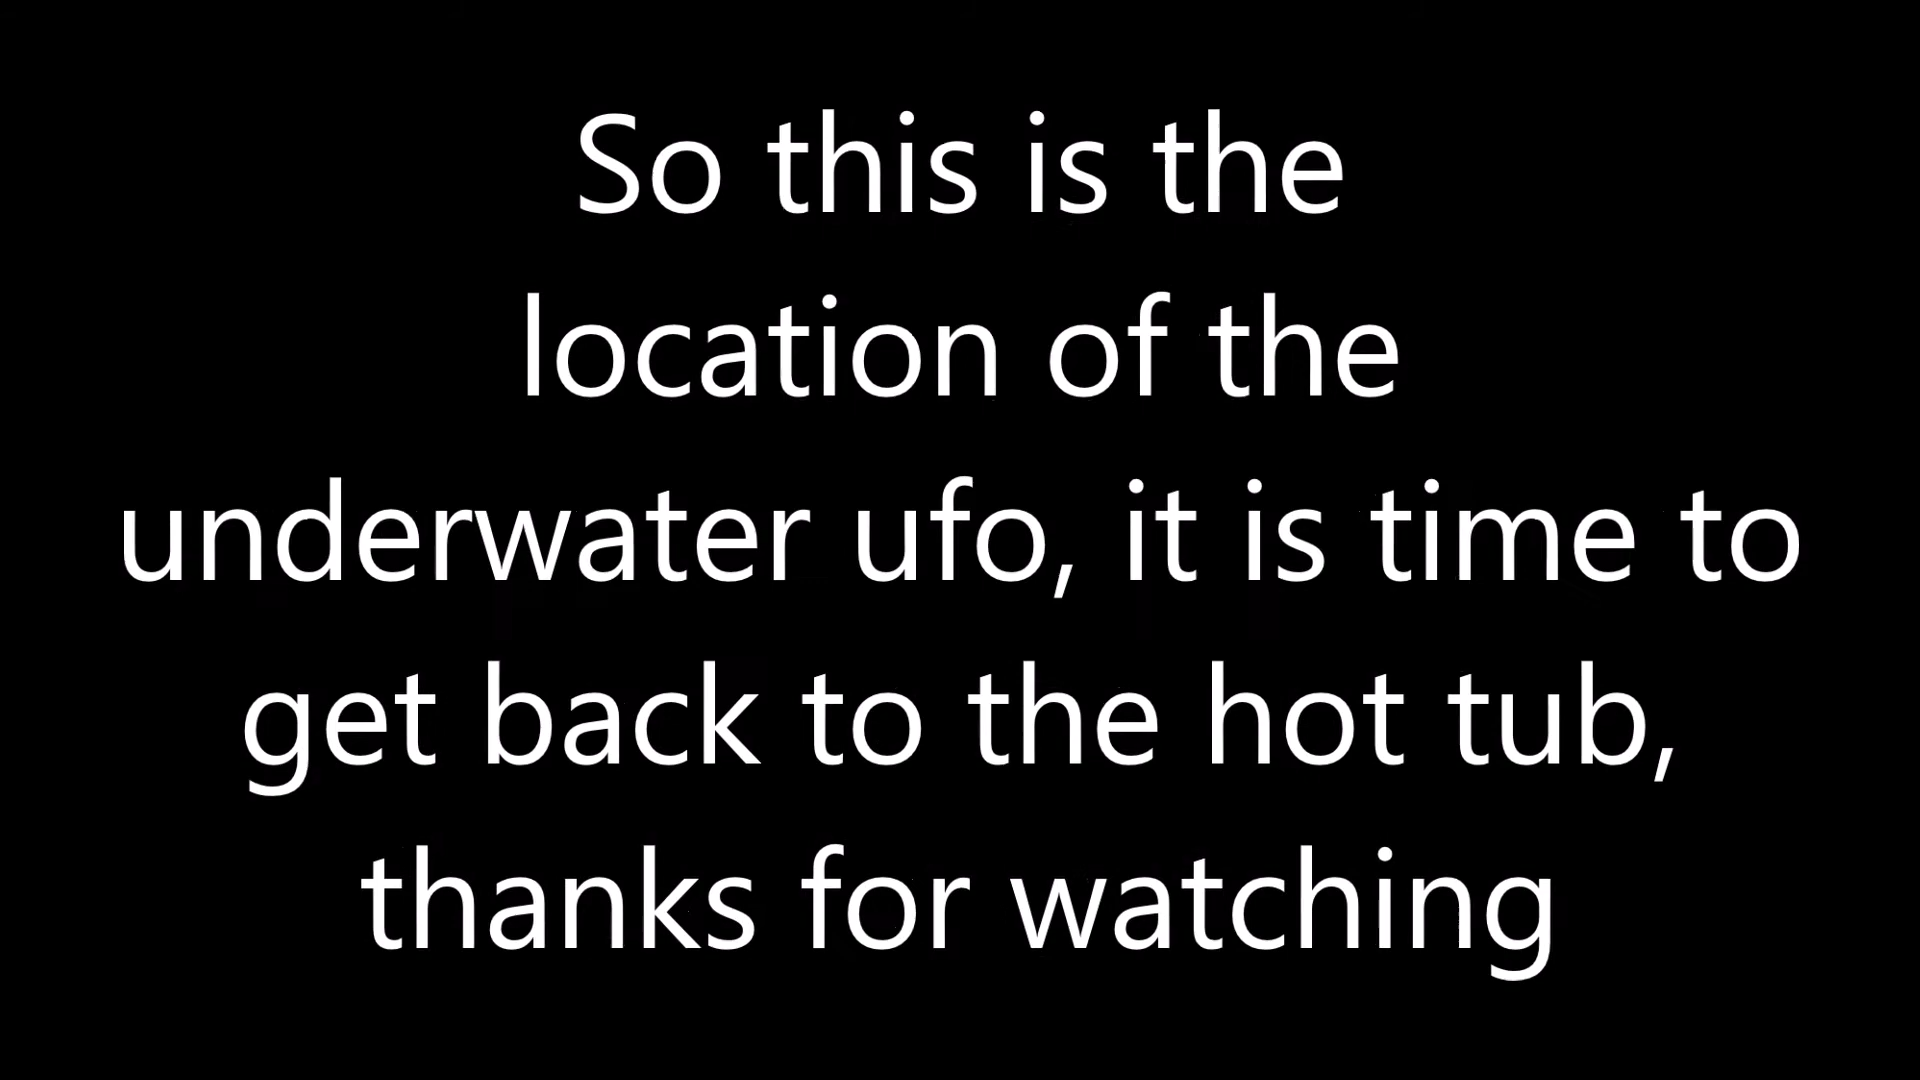 So this is the
location of the
underwater ufo, it is time to
get back to the hot tub,
thanks for watching